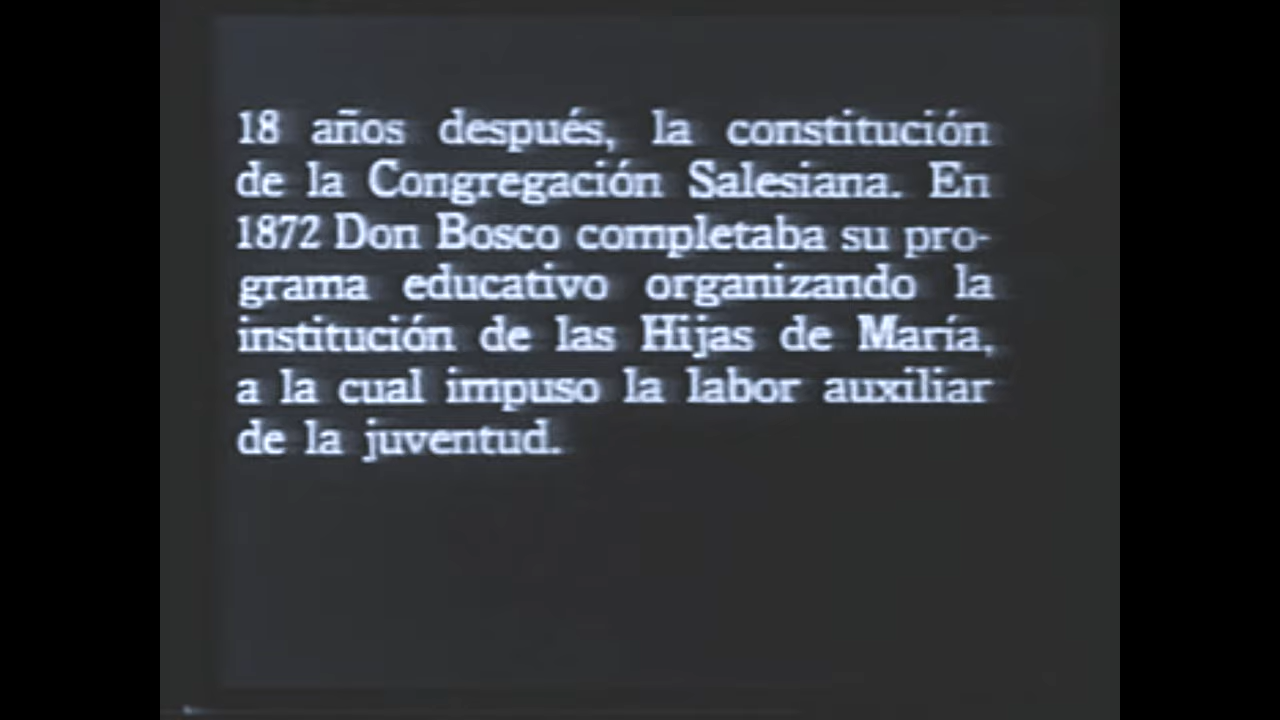 18 años después, la constitución
de la Congregación Salesiana. En
1872 Don Bosco completaba su pro-
grama educativo organizando la
institución de las Hijas de María,
a la cual impuso la labor auxiliar
de la juventud.